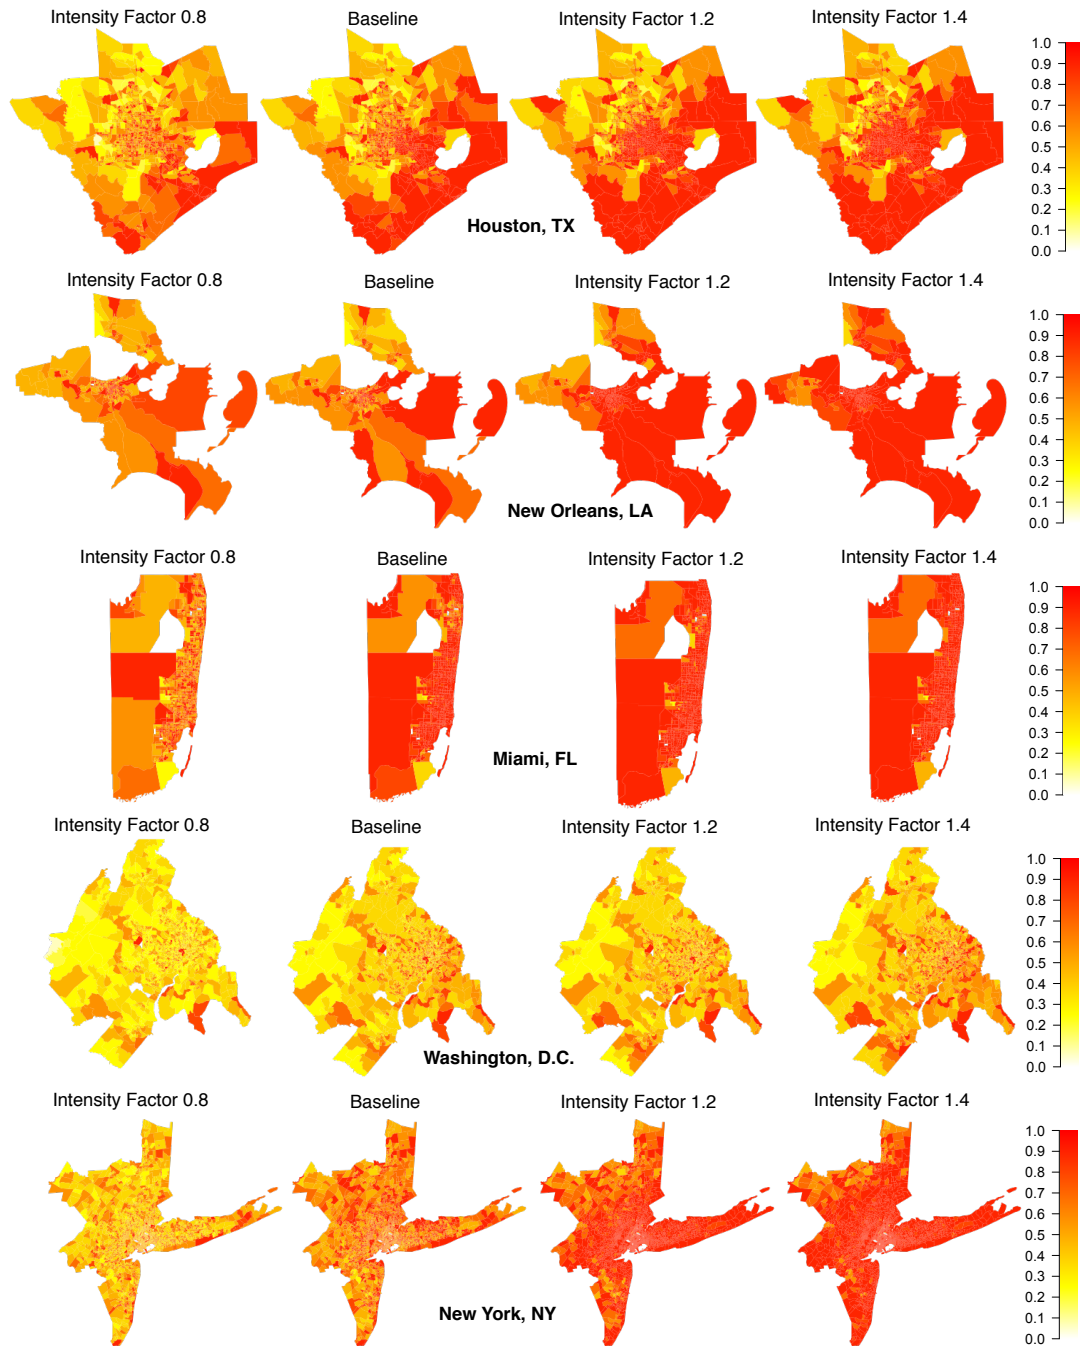 Intensity Factor 0.8
Baseline
Intensity Factor 1.2
Intensity Factor 1.4
1.0
0.9
0.8
0.7
0.6
0.5
0.4
0.3
0.2
0.1
0.0
Houston, TX
Intensity Factor 0.8
Baseline
Intensity Factor 1.2
Intensity Factor 1.4
1.0
0.9
0.8
0.7
0.6
0.5
0.4
0.3
0.2
0.1
0.0
New Orleans, LA
Intensity Factor 0.8
Baseline
Intensity Factor 1.2
Intensity Factor 1.4
1.0
0.9
0.8
0.7
0.6
0.5
0.4
0.3
0.2
0.1
0.0
Miami, FL
Intensity Factor 0.8
Baseline
Intensity Factor 1.2
Intensity Factor 1.4
1.0
0.9
0.8
0.7
0.6
0.5
0.4
0.3
0.2
0.1
0.0
Washington, D.C.
Intensity Factor 0.8
Baseline
Intensity Factor 1.2
Intensity Factor 1.4
1.0
0.9
0.8
0.7
0.6
0.5
0.4
0.3
0.2
0.1
0.0
New York, NY